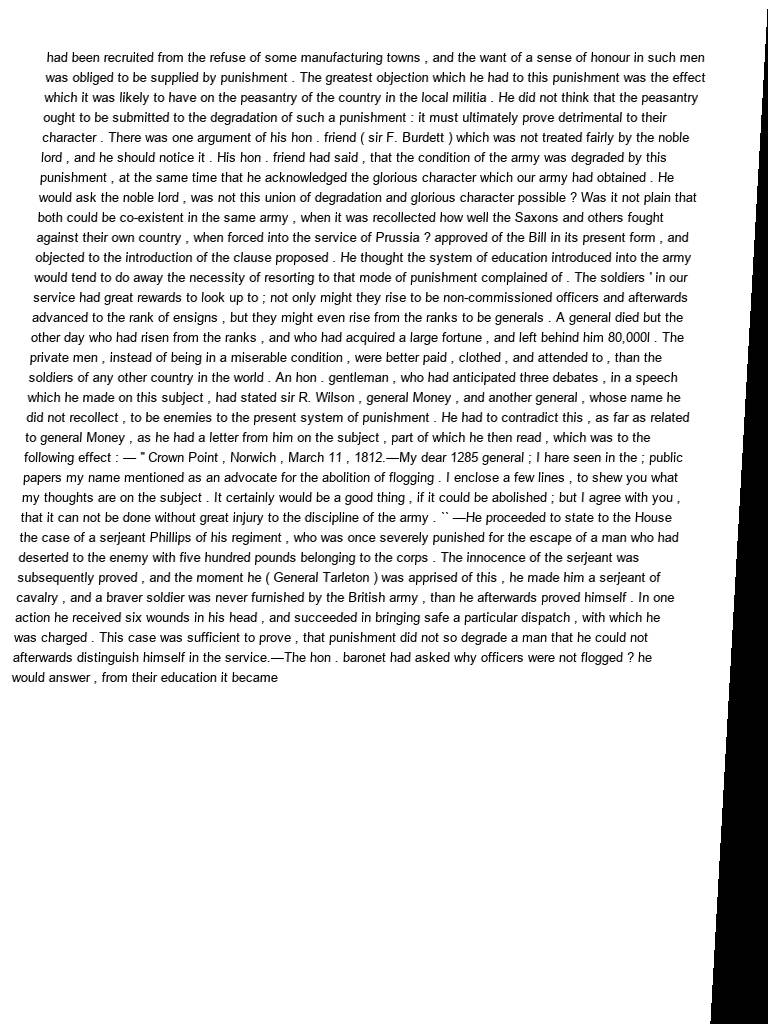 had been recruited from the refuse of some manufacturing towns , and the want of a sense of honour in such men
was obliged to be supplied by punishment . The greatest objection which he had to this punishment was the effect
which it was likely to have on the peasantry of the country in the local militia . He did not think that the peasantry
ought to be submitted to the degradation of such a punishment : it must ultimately prove detrimental to their
character . There was one argument of his hon . friend ( sir F. Burdett ) which was not treated fairly by the noble
lord , and he should notice it . His hon . friend had said , that the condition of the army was degraded by this
punishment , at the same time that he acknowledged the glorious character which our army had obtained . He
would ask the noble lord , was not this union of degradation and glorious character possible ? Was it not plain that
both could be co-existent in the same army , when it was recollected how well the Saxons and others fought
against their own country , when forced into the service of Prussia ? approved of the Bill in its present form , and
objected to the introduction of the clause proposed . He thought the system of education introduced into the army
would tend to do away the necessity of resorting to that mode of punishment complained of . The soldiers ' in our
service had great rewards to look up to ; not only might they rise to be non-commissioned officers and afterwards
advanced to the rank of ensigns , but they might even rise from the ranks to be generals . A general died but the
other day who had risen from the ranks , and who had acquired a large fortune , and left behind him 80,000l . The
private men , instead of being in a miserable condition , were better paid , clothed , and attended to , than the
soldiers of any other country in the world . An hon . gentleman , who had anticipated three debates , in a speech
which he made on this subject , had stated sir R. Wilson , general Money , and another general , whose name he
did not recollect , to be enemies to the present system of punishment . He had to contradict this , as far as related
to general Money , as he had a letter from him on the subject , part of which he then read , which was to the
following effect : — " Crown Point , Norwich , March 11 , 1812.—My dear 1285 general ; I hare seen in the ; public
papers my name mentioned as an advocate for the abolition of flogging . I enclose a few lines , to shew you what
my thoughts are on the subject . It certainly would be a good thing , if it could be abolished ; but I agree with you ,
that it can not be done without great injury to the discipline of the army . `` —He proceeded to state to the House
the case of a serjeant Phillips of his regiment , who was once severely punished for the escape of a man who had
deserted to the enemy with five hundred pounds belonging to the corps . The innocence of the serjeant was
subsequently proved , and the moment he ( General Tarleton ) was apprised of this , he made him a serjeant of
cavalry , and a braver soldier was never furnished by the British army , than he afterwards proved himself . In one
action he received six wounds in his head , and succeeded in bringing safe a particular dispatch , with which he
was charged . This case was sufficient to prove , that punishment did not so degrade a man that he could not
afterwards distinguish himself in the service.—The hon . baronet had asked why officers were not flogged ? he
would answer , from their education it became